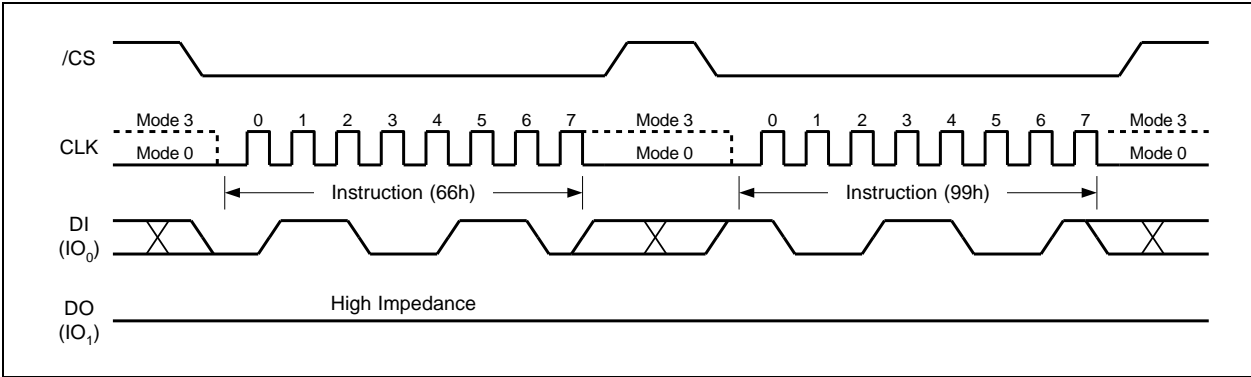 /CS
Mode 3 0 1 2 3 4 5 6 7 Mode 3 0 1 2 3 4 5 6 7 Mode 3
CLK
Mode 0 Mode 0 Mode 0
Instruction (66h) Instruction (99h)
DI
(IO0)
High Impedance
DO
(IO1)